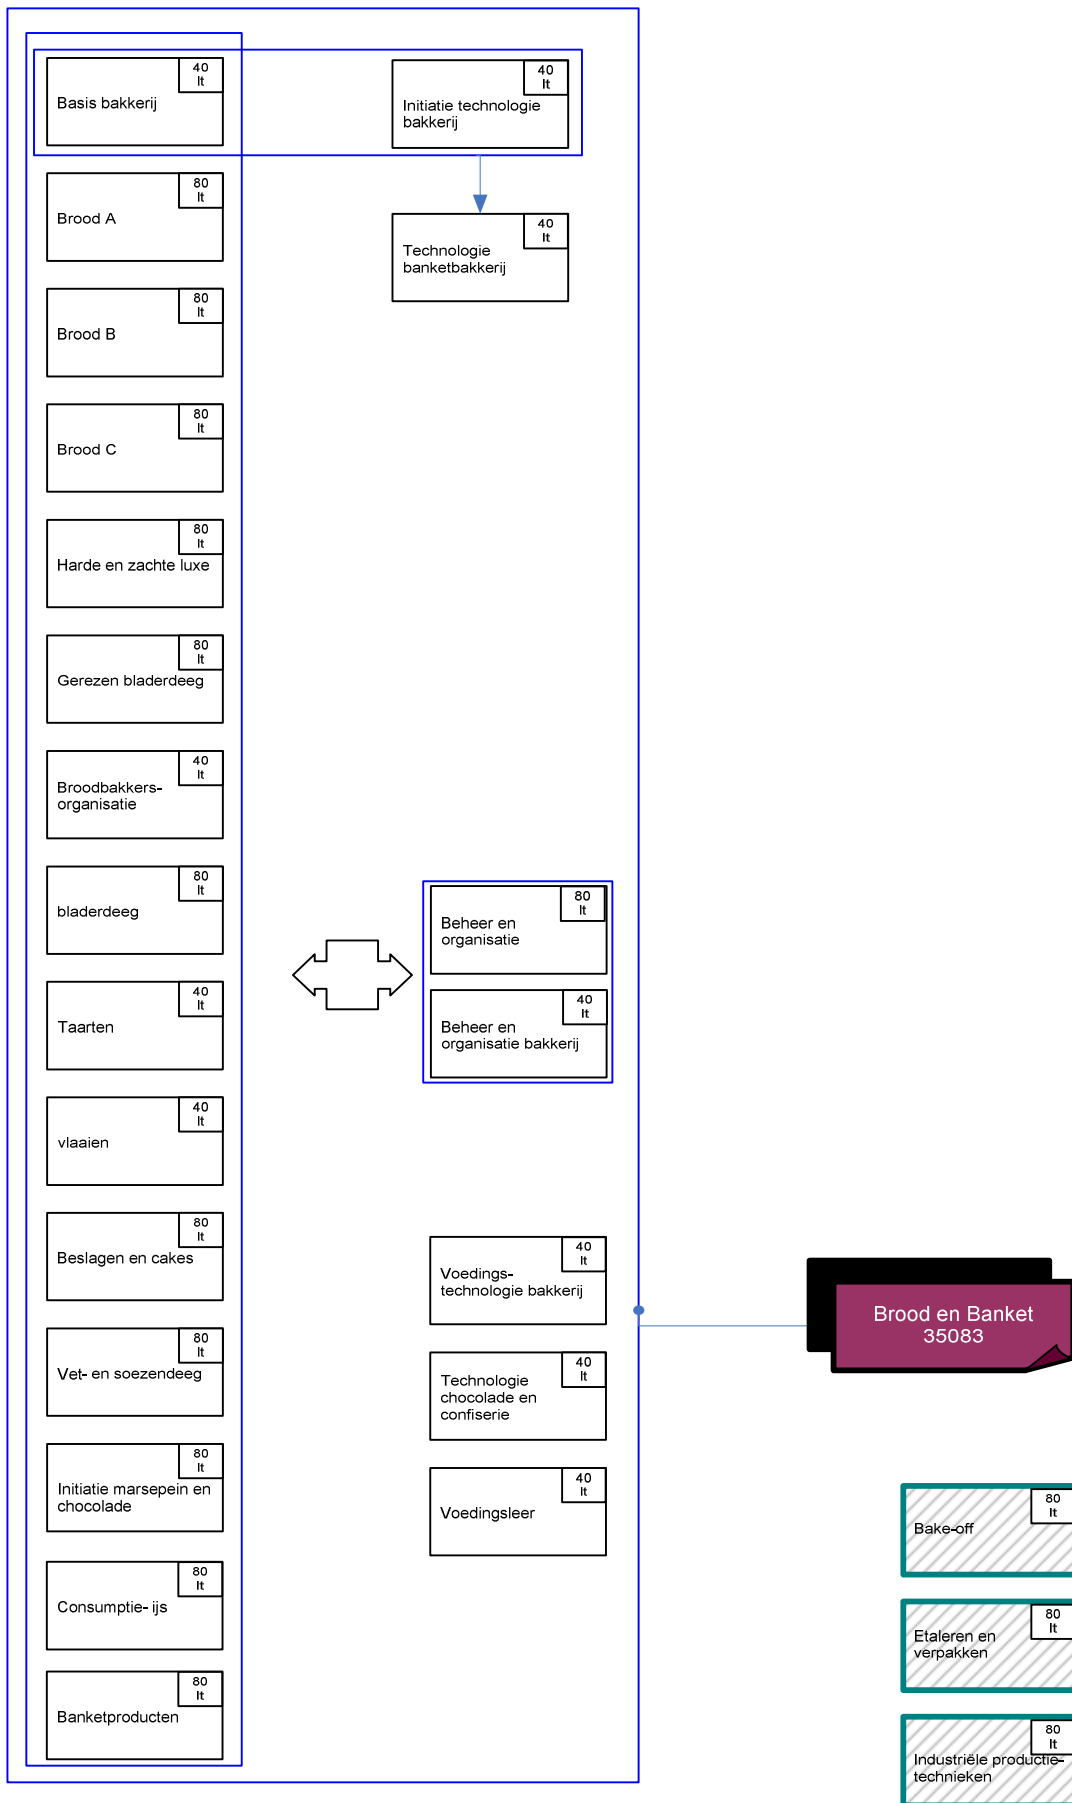 40
lt
Basis bakkerij
40
lt
Initiatie technologie
bakkerij
80
lt
Brood A
40
lt
Technologie
banketbakkerij
80
lt
Brood B
80
lt
Brood C
80
lt
Harde en zachte luxe
80
lt
Gerezen bladerdeeg
40
lt
Broodbakkers-
organisatie
80
lt
bladerdeeg
80
lt
Beheer en
organisatie
40
lt
Taarten
40
lt
Beheer en
organisatie bakkerij
40
lt
vlaaien
80
lt
Beslagen en cakes
40
lt
Voedings-
technologie bakkerij
Brood en Banket
35083
80
lt
Vet- en soezendeeg
40
lt
Technologie
chocolade en
confiserie
80
lt
Initiatie marsepein en
chocolade
40
lt
Voedingsleer
80
lt
Bake-off
80
lt
Consumptie- ijs
80
lt
Etaleren en
verpakken
80
lt
Banketproducten
80
lt
Industriële productie-
technieken